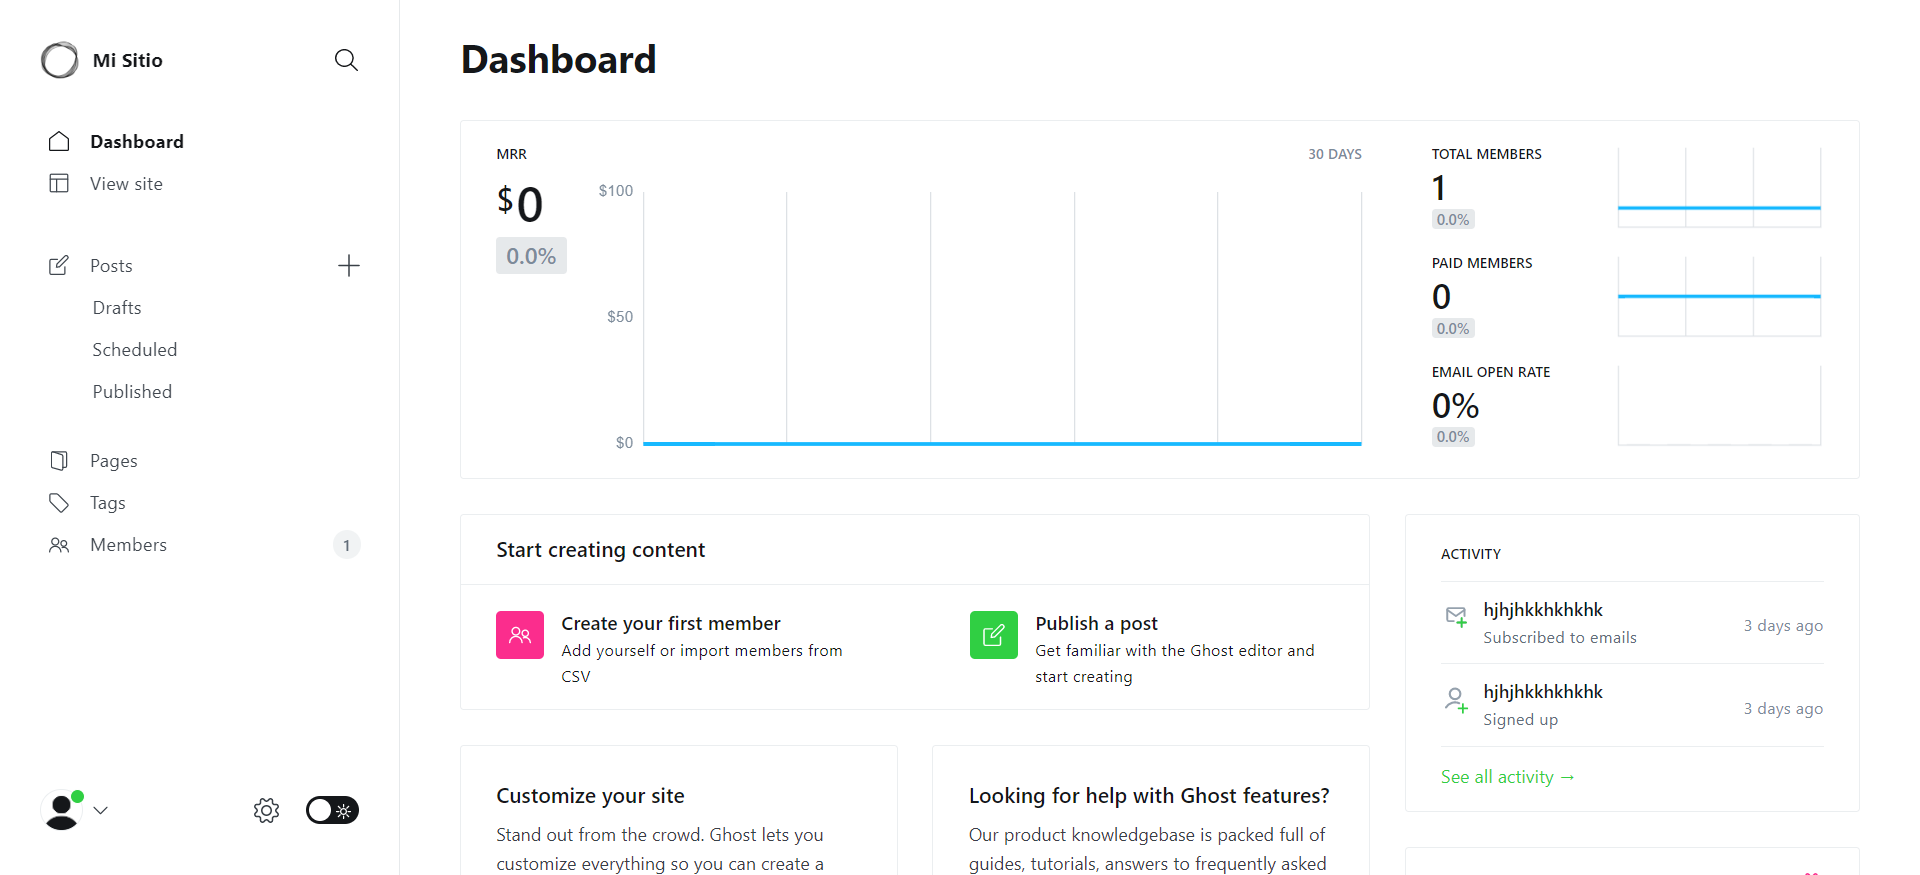 Mi Sitio
Dashboard
View site
Posts
Drafts
Scheduled
Published
Pages
Tags
Members
1
Dashboard
MRR
$0
0.0%
30 DAYS
$100
$50
$0
TOTAL MEMBERS
1
0.0%
PAID MEMBERS
0
0.0%
EMAIL OPEN RATE
0%
0.0%
Start creating content
Create your first member
Add yourself or import members from
CSV
Publish a post
Get familiar with the Ghost editor and
start creating
Customize your site
Stand out from the crowd. Ghost lets you
customize everything so you can create a
Looking for help with Ghost features?
Our product knowledgebase is packed full of
guides, tutorials, answers to frequently asked
ACTIVITY
hjhjhkkhkhkhk
Subscribed to emails
3 days ago
hjhjhkkhkhkhk
Signed up
3 days ago
See all activity →